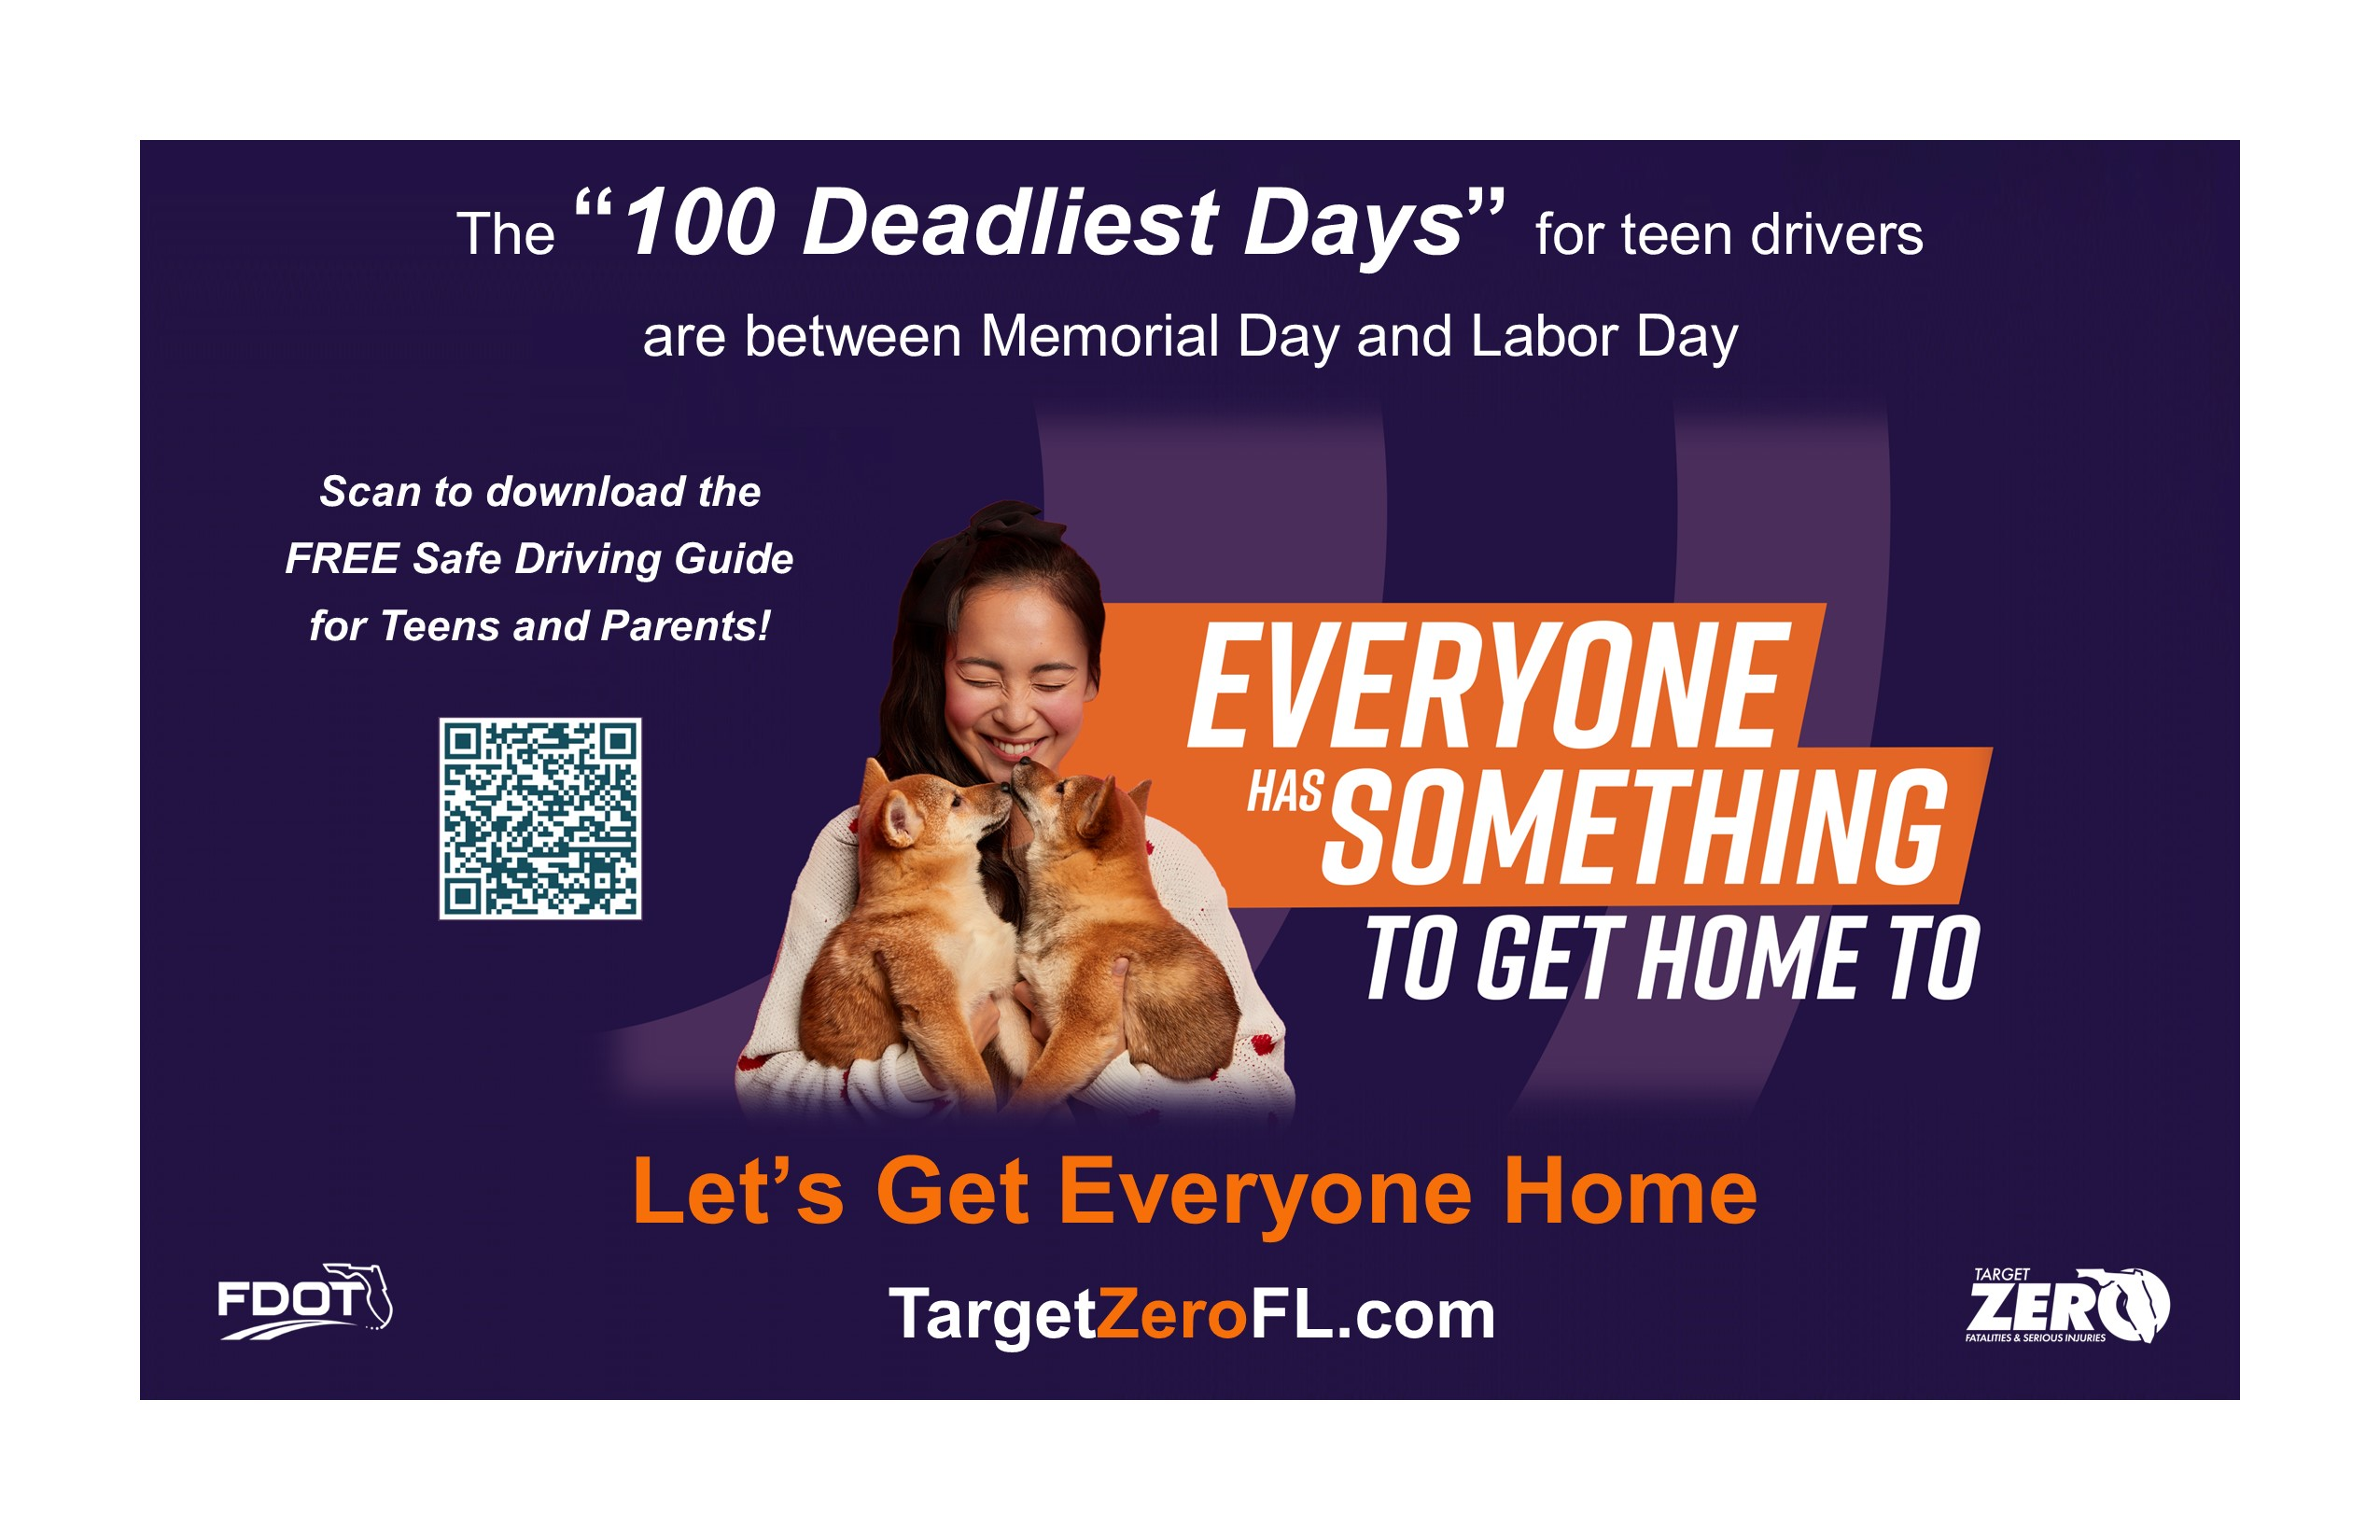 The “100 Deadliest Days” for teen drivers
are between Memorial Day and Labor Day
Scan to download the
FREE Safe Driving Guide
for Teens and Parents!
EVERYONE
HAS SOMETHING
TO GET HOME TO
Let’s Get Everyone Home
TargetZeroFL.com
FDOT
TARGET
ZERO
FATALITIES & SERIOUS INJURIES